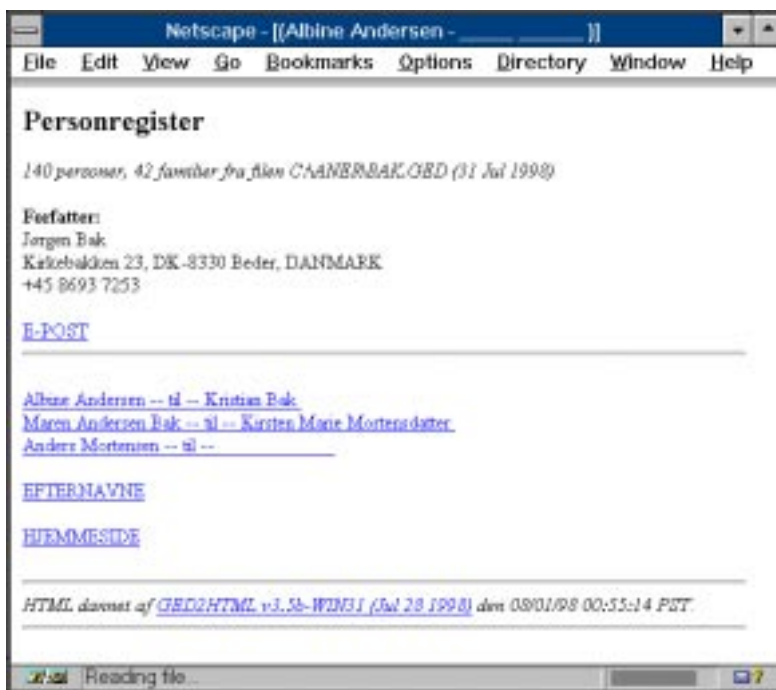 Netscape - [(Albine Andersen - _____ ______ )]
File Edit View Go Bookmarks Options Directory Window Help
Personregister
140 personer, 42 familier fra filen C:\ANER\BAK.GED (31 Jul 1998)
Forfatter:
Jørgen Bak
Kirkebakken 23, DK-8330 Beder, DANMARK
+45 8693 7253
E-POST
Albine Andersen -- til -- Kristian Bak
Maren Andersen Bak -- til -- Kirsten Marie Mortensdatter
Anders Mortensen -- til -- 
EFTERNAVNE
HJEMMESIDE
HTML dannet af GED2HTML v3.5b-WIN31 (Jul 28 1998) den 08/01/98 00:55:14 PST.
Reading file...